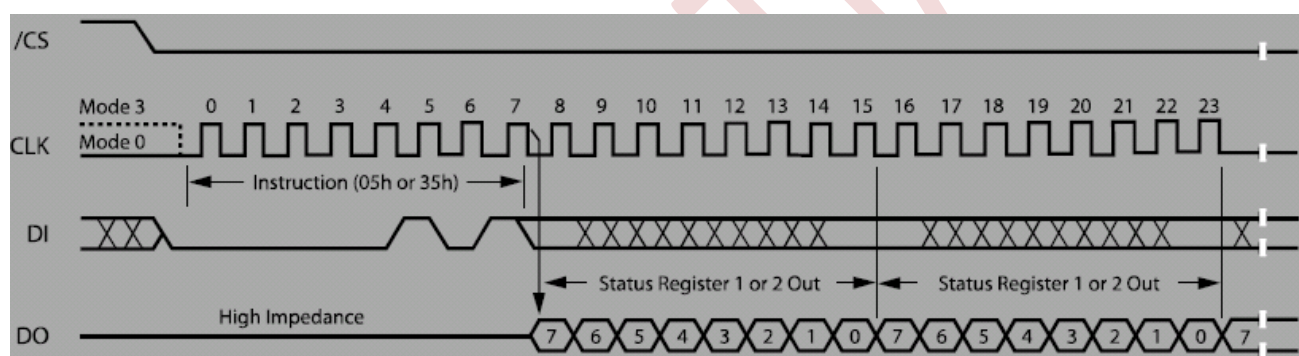 /CS
Mode 3 0 1 2 3 4 5 6 7 8 9 10 11 12 13 14 15 16 17 18 19 20 21 22 23
CLK Mode 0
Instruction (05h or 35h)
DI
Status Register 1 or 2 Out Status Register 1 or 2 Out
High Impedance
DO 7 6 5 4 3 2 1 0 7 6 5 4 3 2 1 0 7